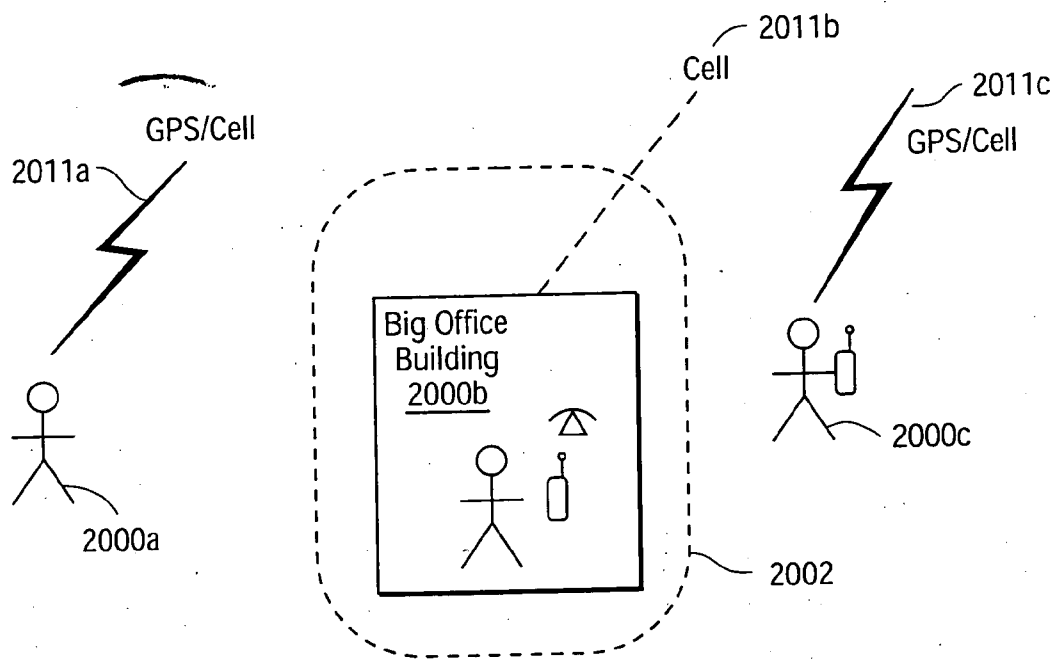 2011b
Cell
2011c
GPS/Cell
GPS/Cell
2011a
Big Office
Building
2000b
2000c
2000a
2002